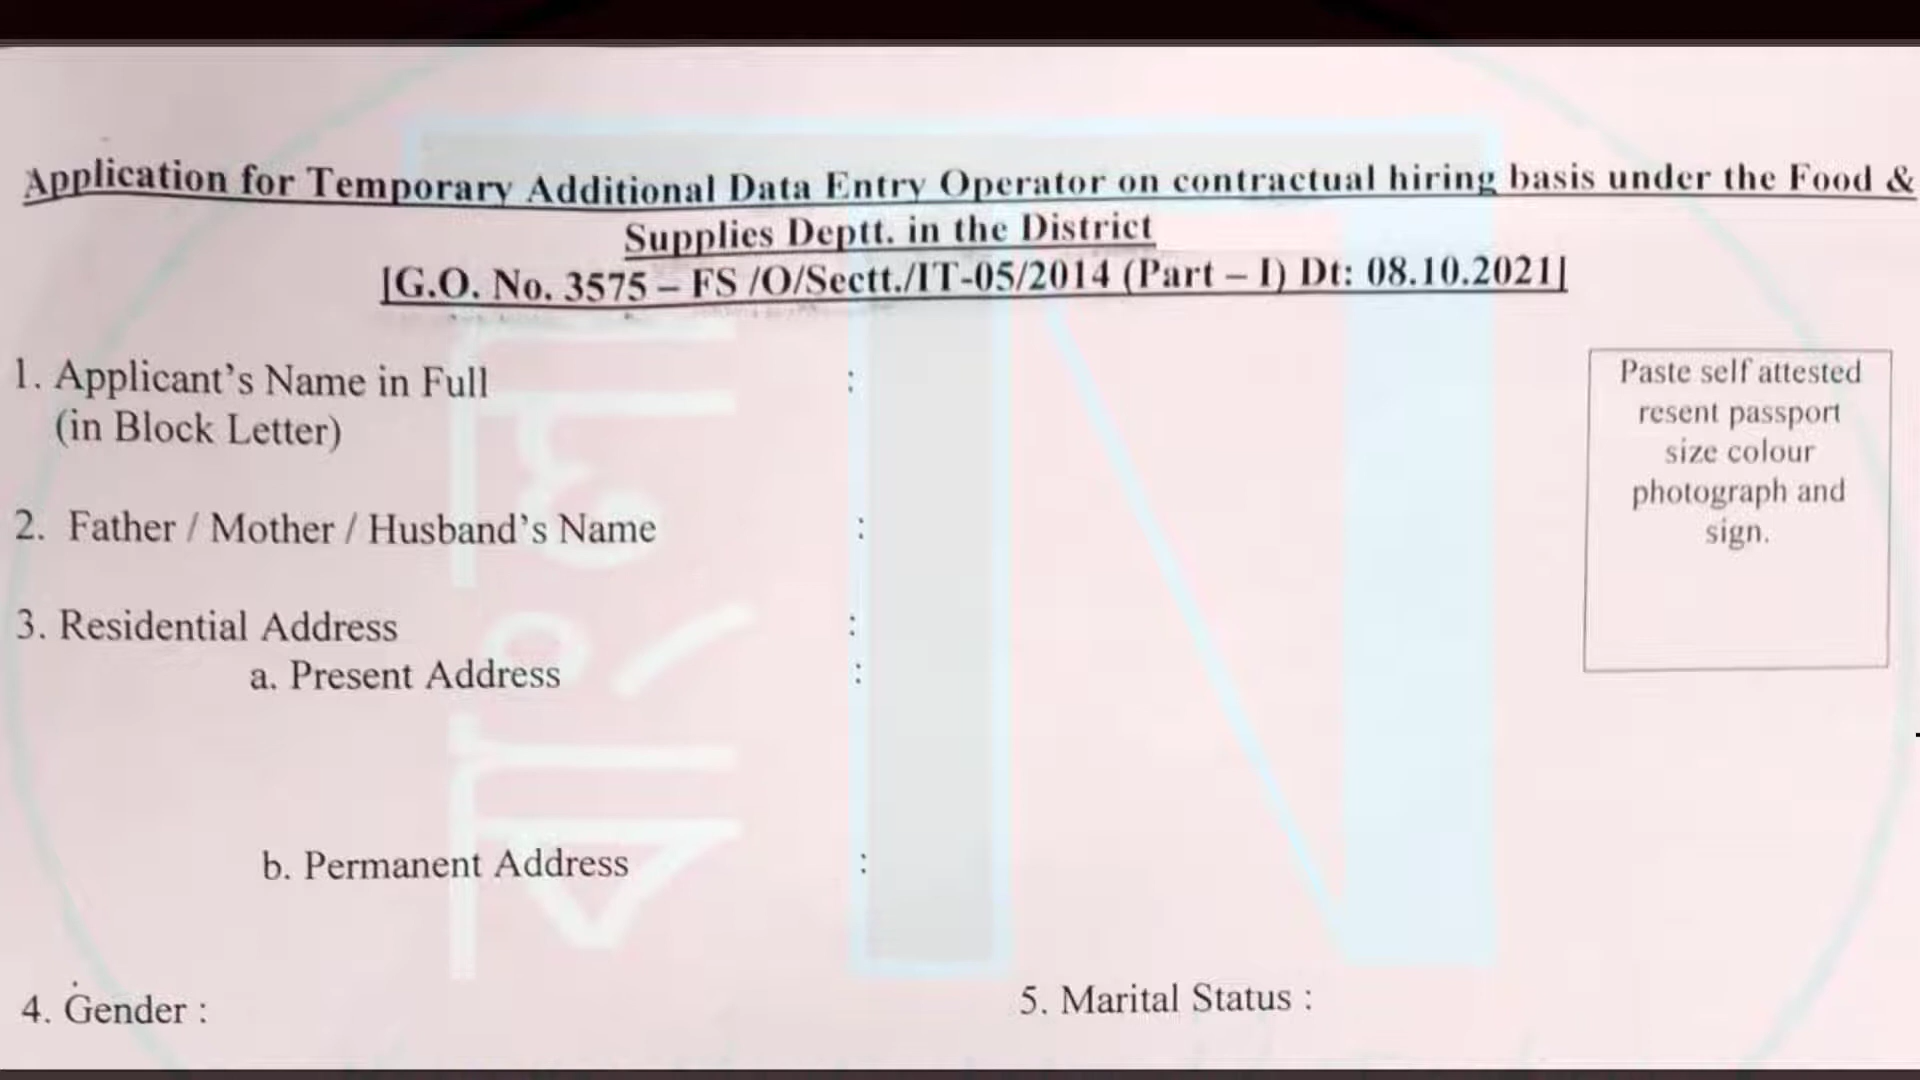 Application for Temporary Additional Data Entry Operator on contractual hiring basis under the Food &
Supplies Deptt. in the District
[G.O. No. 3575 – FS /O/Sectt./IT-05/2014 (Part – I) Dt: 08.10.2021]
1. Applicant's Name in Full :
(in Block Letter)
Paste self attested
resent passport
size colour
photograph and
sign.
2. Father / Mother / Husband's Name :
3. Residential Address :
a. Present Address :
b. Permanent Address :
4. Gender :
5. Marital Status :